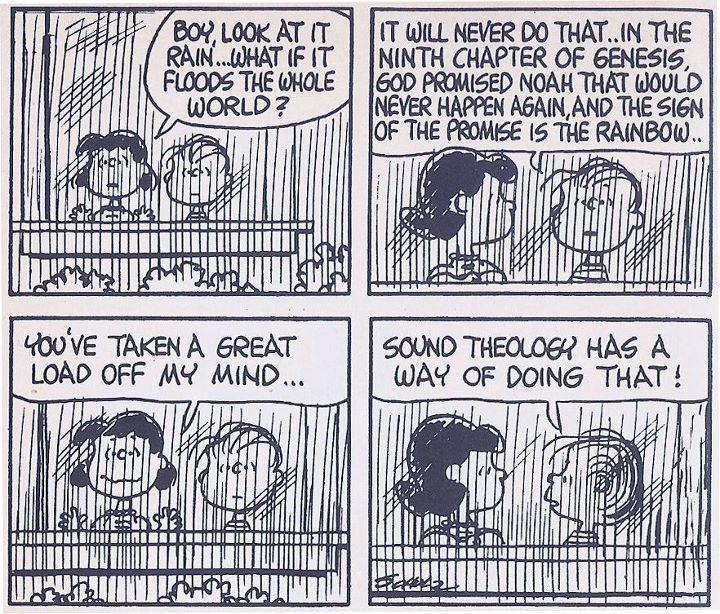 BOY, LOOK AT IT
RAIN...WHAT IF IT
FLOODS THE WHOLE
WORLD?
IT WILL NEVER DO THAT..IN THE
NINTH CHAPTER OF GENESIS,
GOD PROMISED NOAH THAT WOULD
NEVER HAPPEN AGAIN, AND THE SIGN
OF THE PROMISE IS THE RAINBOW..
YOU'VE TAKEN A GREAT
LOAD OFF MY MIND...
SOUND THEOLOGY HAS A
WAY OF DOING THAT!
SCHULZ